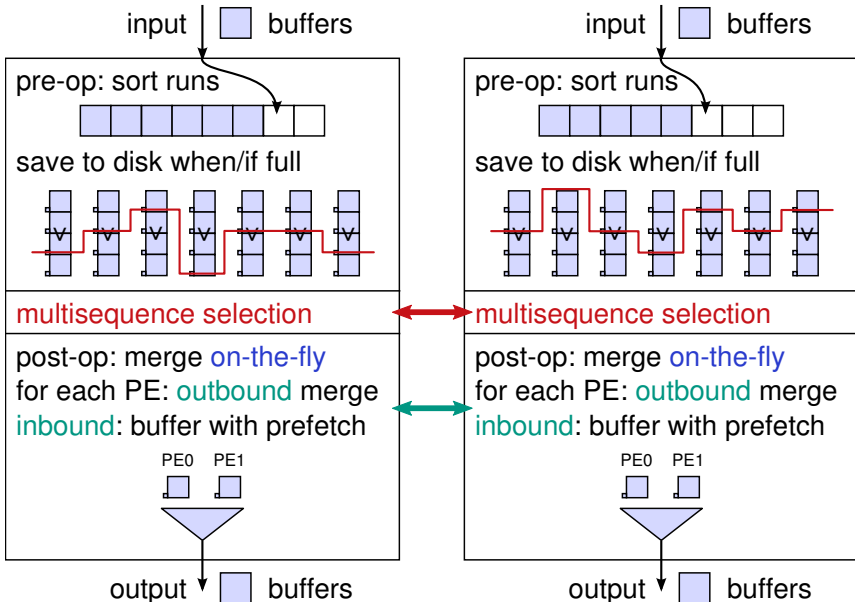 input buffers
pre-op: sort runs
save to disk when/if full
< < < < < < <
multisequence selection
post-op: merge on-the-fly
for each PE: outbound merge
inbound: buffer with prefetch
PE0 PE1
output buffers
input buffers
pre-op: sort runs
save to disk when/if full
< < < < < < <
multisequence selection
post-op: merge on-the-fly
for each PE: outbound merge
inbound: buffer with prefetch
PE0 PE1
output buffers